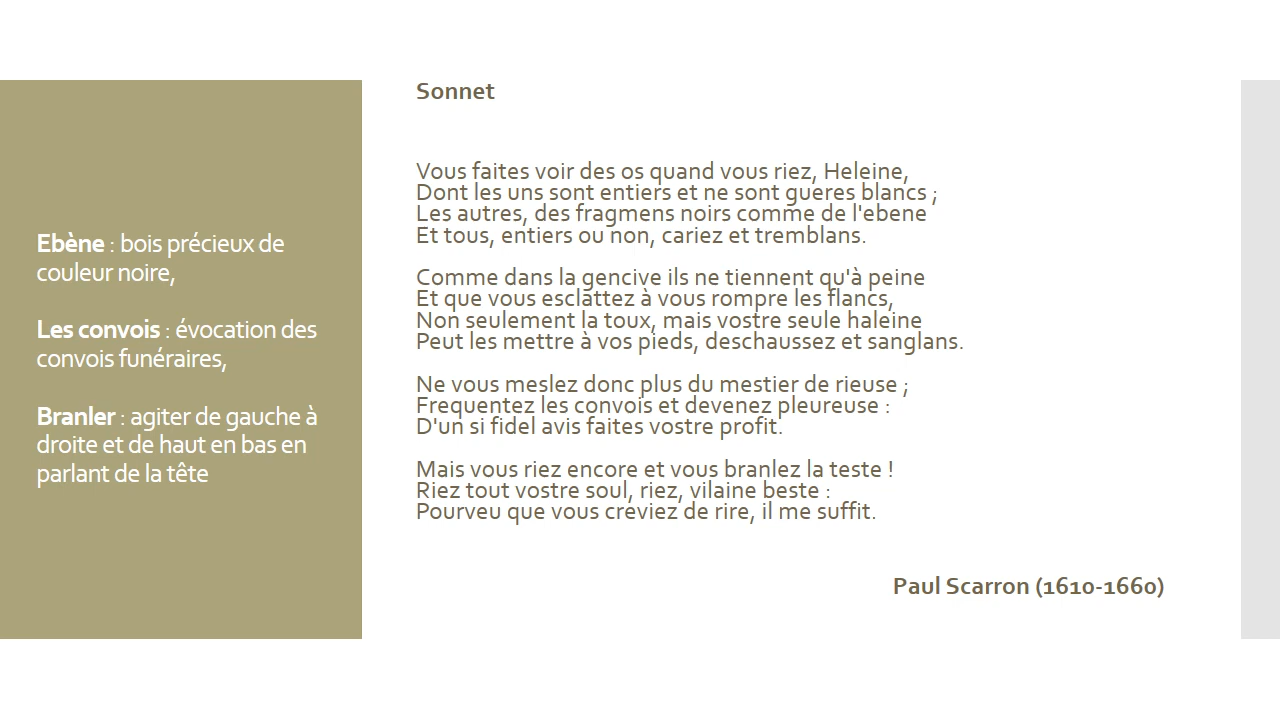 Ebène : bois précieux de
couleur noire,
Les convois : évocation des
convois funéraires,
Branler : agiter de gauche à
droite et de haut en bas en
parlant de la tête
Sonnet
Vous faites voir des os quand vous riez, Heleine,
Dont les uns sont entiers et ne sont gueres blancs ;
Les autres, des fragmens noirs comme de l'ebene
Et tous, entiers ou non, cariez et tremblans.
Comme dans la gencive ils ne tiennent qu'à peine
Et que vous esclattez à vous rompre les flancs,
Non seulement la toux, mais vostre seule haleine
Peut les mettre à vos pieds, deschaussez et sanglans.
Ne vous meslez donc plus du mestier de rieuse ;
Frequentez les convois et devenez pleureuse :
D'un si fidel avis faites vostre profit.
Mais vous riez encore et vous branlez la teste !
Riez tout vostre soul, riez, vilaine beste :
Pourveu que vous creviez de rire, il me suffit.
Paul Scarron (1610-1660)